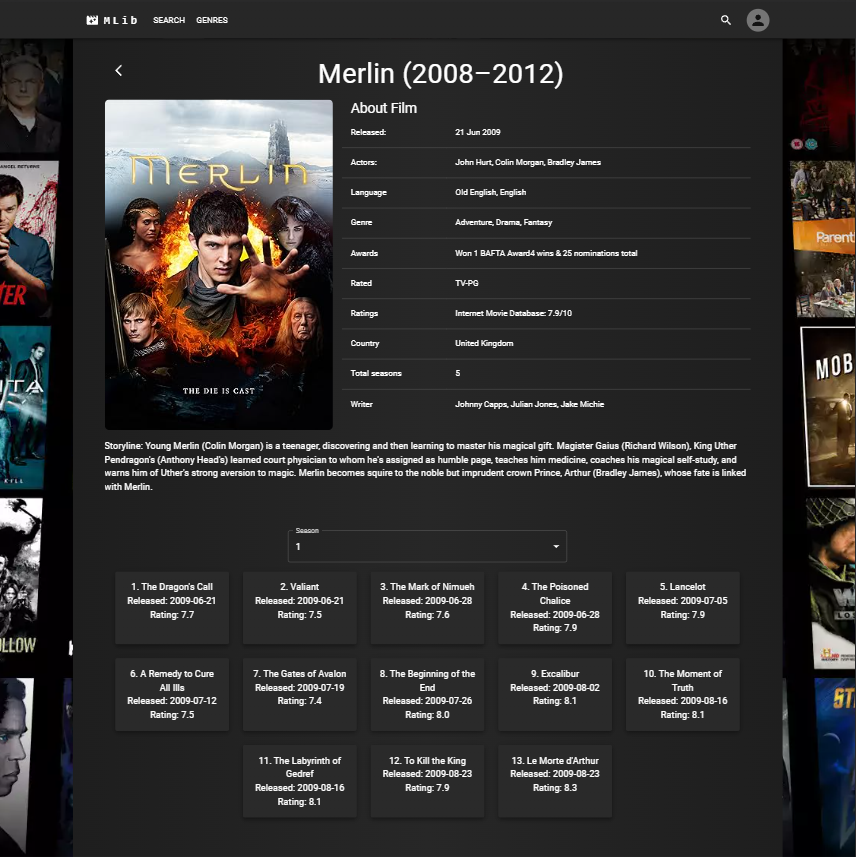 MLib SEARCH GENRES
Merlin (2008–2012)
About Film
Released: 21 Jun 2009
Actors: John Hurt, Colin Morgan, Bradley James
Language Old English, English
Genre Adventure, Drama, Fantasy
Awards Won 1 BAFTA Award4 wins & 25 nominations total
Rated TV-PG
Ratings Internet Movie Database: 7.9/10
Country United Kingdom
Total seasons 5
Writer Johnny Capps, Julian Jones, Jake Michie
MERLIN
THE DIE IS CAST
Storyline: Young Merlin (Colin Morgan) is a teenager, discovering and then learning to master his magical gift. Magister Gaius (Richard Wilson), King Uther
Pendragon's (Anthony Head's) learned court physician to whom he's assigned as humble page, teaches him medicine, coaches his magical self-study, and
warns him of Uther's strong aversion to magic. Merlin becomes squire to the noble but imprudent crown Prince, Arthur (Bradley James), whose fate is linked
with Merlin.
Season
1
1. The Dragon's Call
Released: 2009-06-21
Rating: 7.7
2. Valiant
Released: 2009-06-21
Rating: 7.5
3. The Mark of Nimueh
Released: 2009-06-28
Rating: 7.6
4. The Poisoned
Chalice
Released: 2009-06-28
Rating: 7.9
5. Lancelot
Released: 2009-07-05
Rating: 7.9
6. A Remedy to Cure
All Ills
Released: 2009-07-12
Rating: 7.5
7. The Gates of Avalon
Released: 2009-07-19
Rating: 7.4
8. The Beginning of the
End
Released: 2009-07-26
Rating: 8.0
9. Excalibur
Released: 2009-08-02
Rating: 8.1
10. The Moment of
Truth
Released: 2009-08-16
Rating: 8.1
11. The Labyrinth of
Gedref
Released: 2009-08-16
Rating: 8.1
12. To Kill the King
Released: 2009-08-23
Rating: 7.9
13. Le Morte d'Arthur
Released: 2009-08-23
Rating: 8.3
ANGEL RETURNS
TER
ITA
KILL
LLOW
Parent
MOB
HISTORY
ST